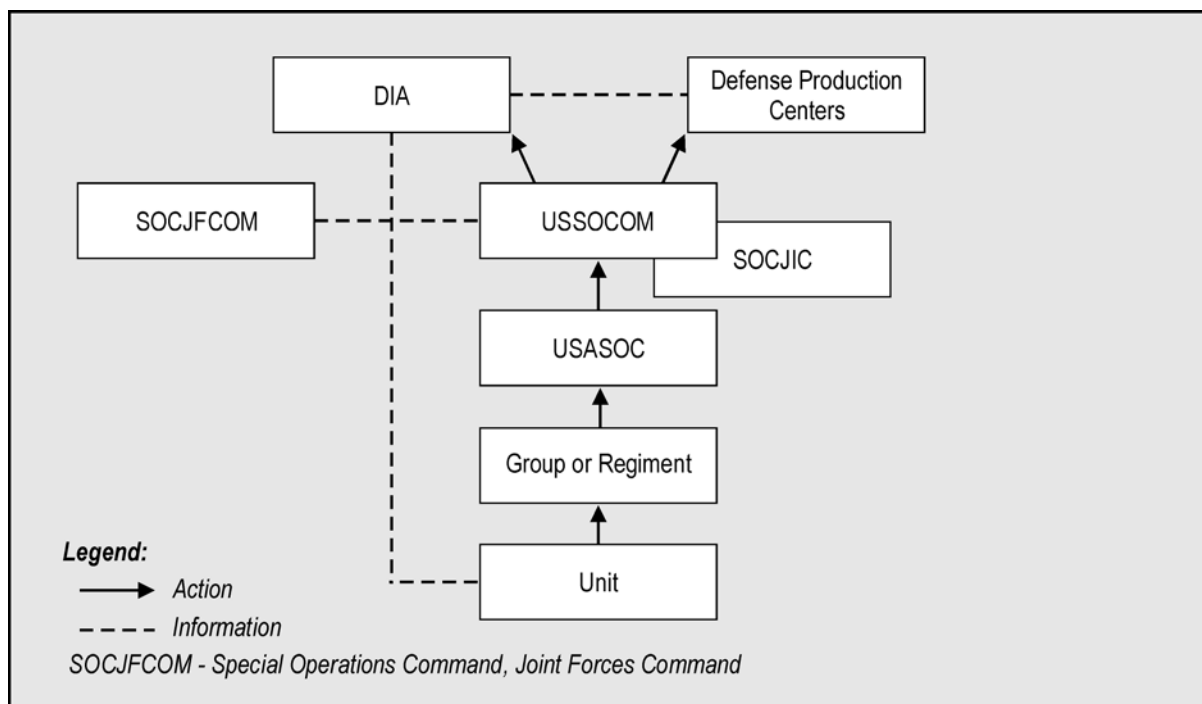 DIA
Defense Production
Centers
SOCJFCOM
USSOCOM
SOCJIC
USASOC
Group or Regiment
Unit
Legend:
Action
Information
SOCJFCOM - Special Operations Command, Joint Forces Command